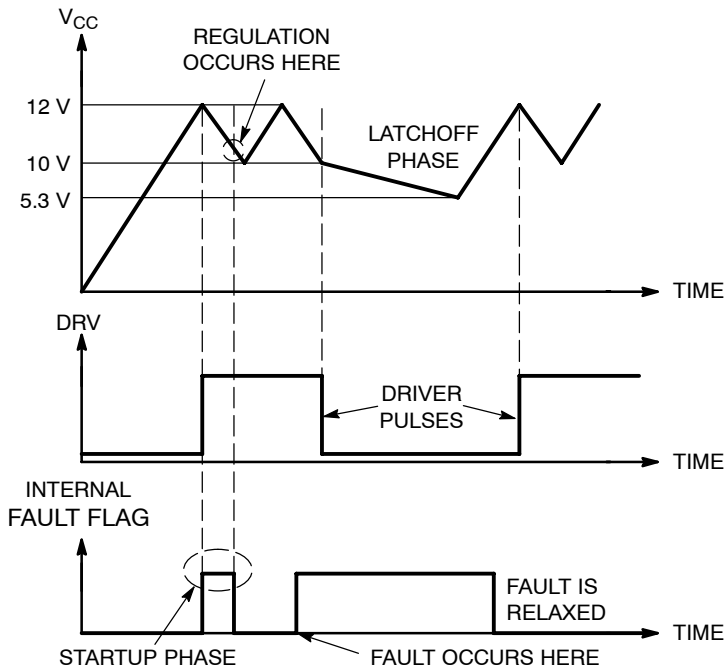 VCC
REGULATION
OCCURS HERE
12 V
10 V
5.3 V
LATCHOFF
PHASE
TIME
DRV
DRIVER
PULSES
TIME
INTERNAL
FAULT FLAG
FAULT IS
RELAXED
TIME
STARTUP PHASE
FAULT OCCURS HERE